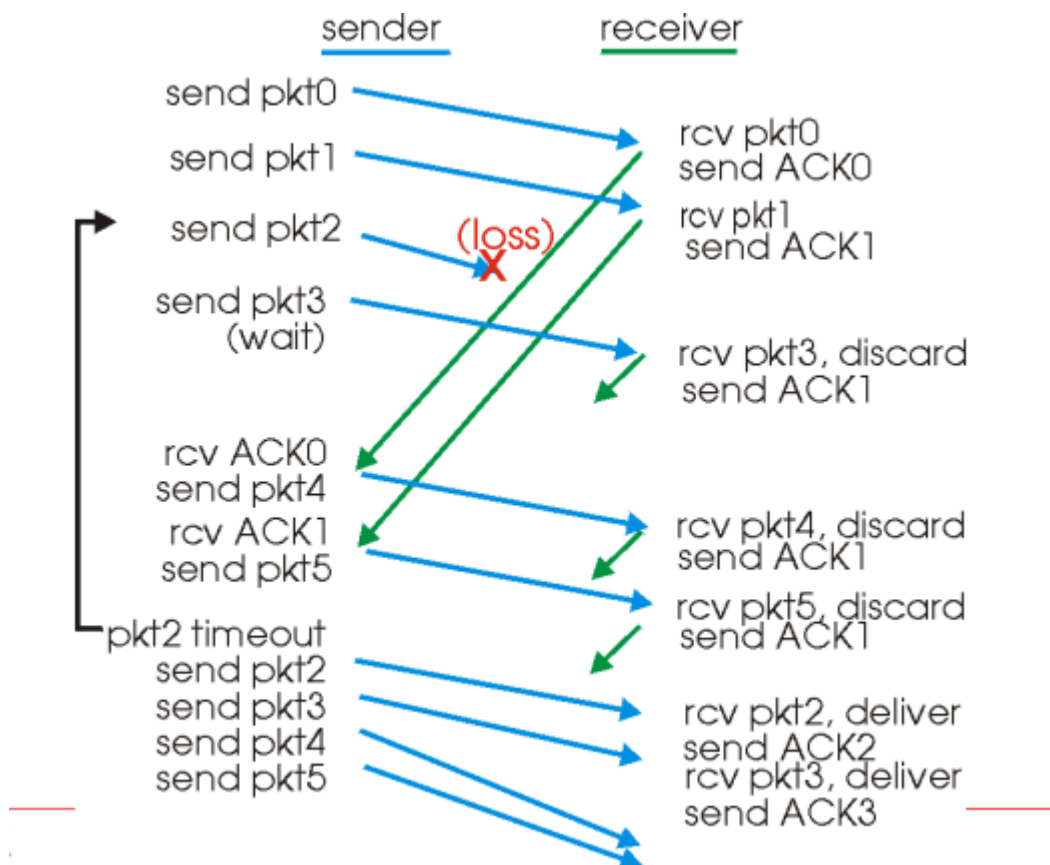 sender
receiver
send pkt0
send pkt1
send pkt2
send pkt3
(wait)
(loss)
X
rcv ACK0
send pkt4
rcv ACK1
send pkt5
pkt2 timeout
send pkt2
send pkt3
send pkt4
send pkt5
rcv pkt0
send ACK0
rcv pkt1
send ACK1
rcv pkt3, discard
send ACK1
rcv pkt4, discard
send ACK1
rcv pkt5, discard
send ACK1
rcv pkt2, deliver
send ACK2
rcv pkt3, deliver
send ACK3